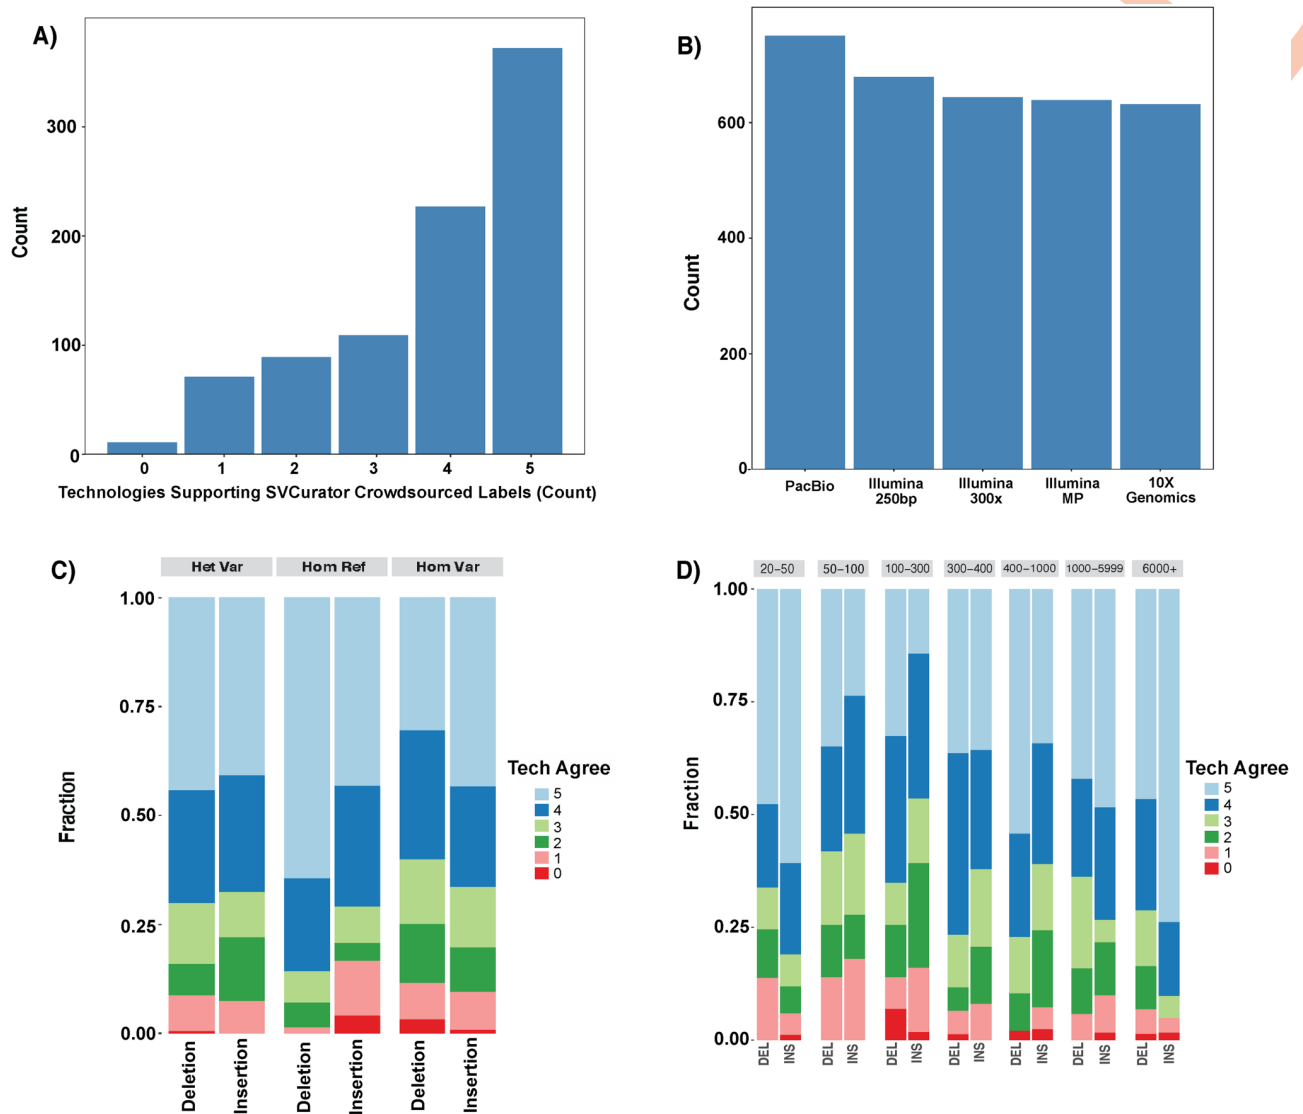 A)
300
200
100
0
Count
0 1 2 3 4 5
Technologies Supporting SVCurator Crowdsourced Labels (Count)
B)
600
400
200
0
Count
PacBio
Illumina
250bp
Illumina
300x
Illumina
MP
10X
Genomics
C)
Het Var Hom Ref Hom Var
1.00
0.75
0.50
0.25
0.00
Fraction
Deletion
Insertion
Deletion
Insertion
Deletion
Insertion
Tech Agree
5
4
3
2
1
0
D)
20-50 50-100 100-300 300-400 400-1000 1000-5999 6000+
1.00
0.75
0.50
0.25
0.00
Fraction
DEL
INS
DEL
INS
DEL
INS
DEL
INS
DEL
INS
DEL
INS
DEL
INS
Tech Agree
5
4
3
2
1
0